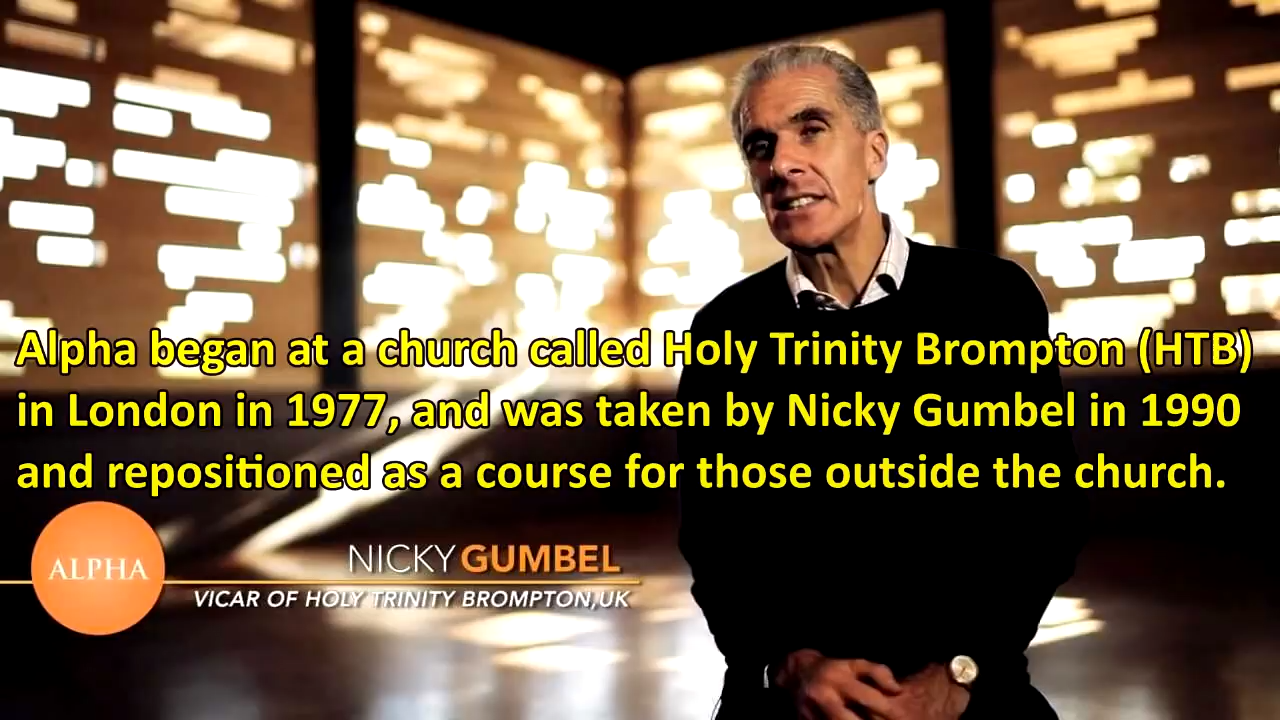 Alpha began at a church called Holy Trinity Brompton (HTB)
in London in 1977, and was taken by Nicky Gumbel in 1990
and repositioned as a course for those outside the church.
ALPHA
NICKY GUMBEL
VICAR OF HOLY TRINITY BROMPTON,UK